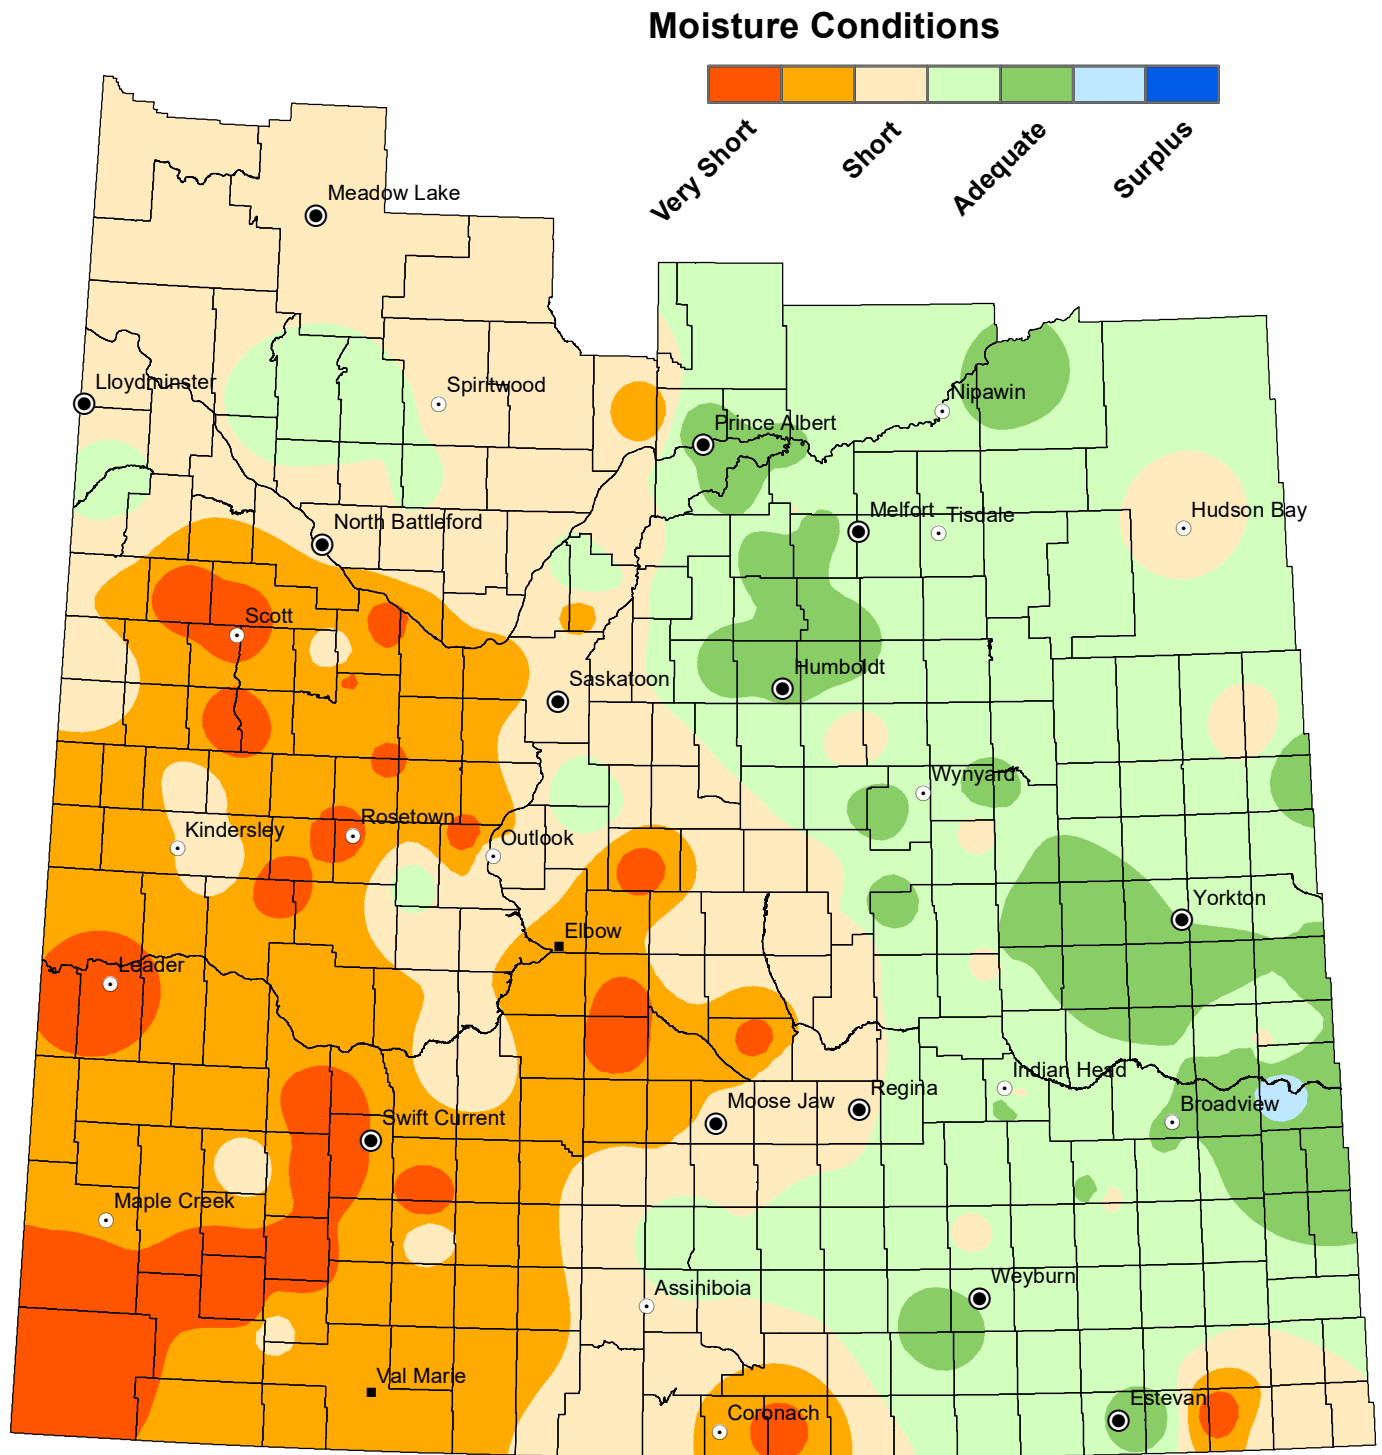 Moisture Conditions
Very Short
Short
Adequate
Surplus
Meadow Lake
Lloydminster
Spiritwood
Nipawin
Prince Albert
North Battleford
Melfort
Tisdale
Hudson Bay
Scott
Saskatoon
Humboldt
Wynyard
Kindersley
Rosetown
Outlook
Yorkton
Elbow
Leader
Indian Head
Swift Current
Moose Jaw
Regina
Broadview
Maple Creek
Assiniboia
Weyburn
Val Marie
Coronach
Estevan